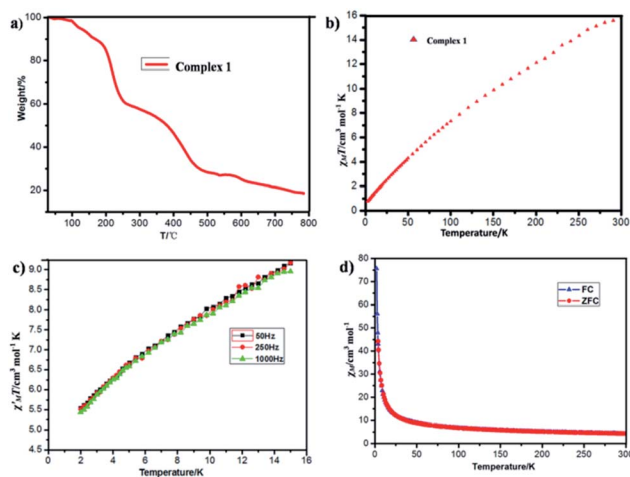 a)
100
80
60
40
20
Weight/%
Complex 1
100 200 300 400 500 600 700 800
T/℃
b)
16
14
12
10
8
6
4
2
0
χMT/cm³ mol⁻¹ K
Complex 1
0 50 100 150 200 250 300
Temperature/K
c)
9.0
8.5
8.0
7.5
7.0
6.5
6.0
5.5
5.0
4.5
χ'MT/cm³ mol⁻¹ K
50Hz
250Hz
1000Hz
0 2 4 6 8 10 12 14 16
Temperature/K
d)
80
70
60
50
40
30
20
10
0
χM/cm³ mol⁻¹
FC
ZFC
0 50 100 150 200 250 300
Temperature/K